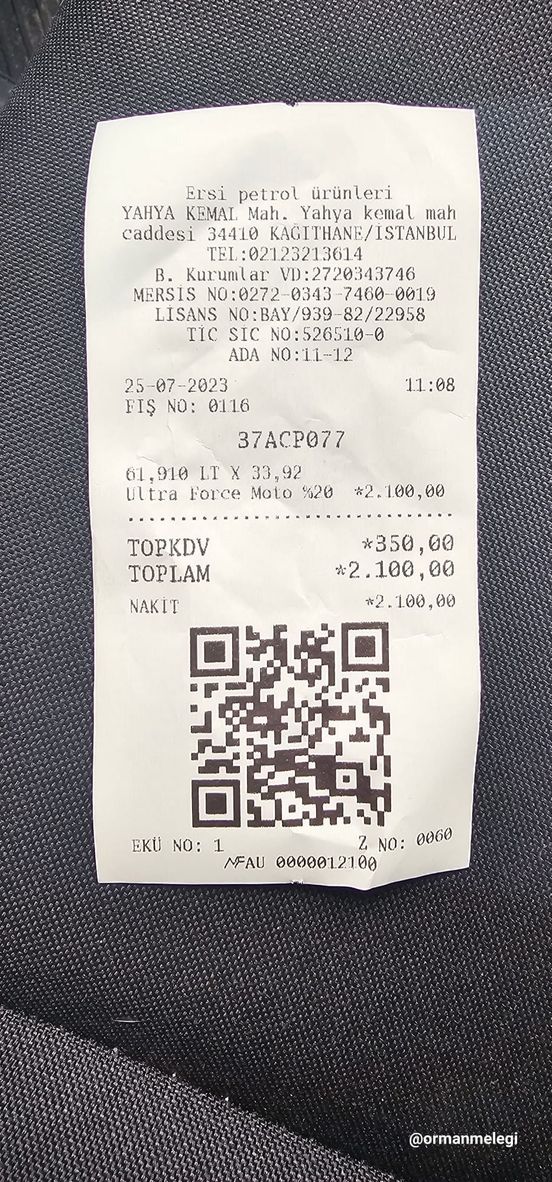 Ersi petrol ürünleri
YAHYA KEMAL Mah. Yahya kemal mah
caddesi 34410 KAĞITHANE/ISTANBUL
TEL:02123213614
B. Kurumlar VD:2720343746
MERSIS NO:0272-0343-7460-0019
LISANS NO:BAY/939-82/22958
TİC SIC NO:526510-0
ADA NO:11-12
25-07-2023 11:08
FİŞ NO: 0116
37ACP077
61,910 LT X 33,92
Ultra Force Moto %20 *2.100,00
TOPKDV *350,00
TOPLAM *2.100,00
NAKİT *2.100,00
EKÜ NO: 1 Z NO: 0060
MF AU 0000012100
@ormanmelegi